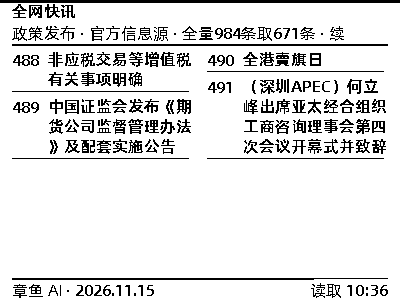 全网快讯
政策发布 · 官方信息源 · 全量984条取671条 · 续
488 非应税交易等增值税
有关事项明确
489 中国证监会发布《期
货公司监督管理办法
》及配套实施公告
490 全港賣旗日
491 （深圳APEC）何立
峰出席亚太经合组织
工商咨询理事会第四
次会议开幕式并致辞
章鱼 AI · 2026.11.15
读取 10:36